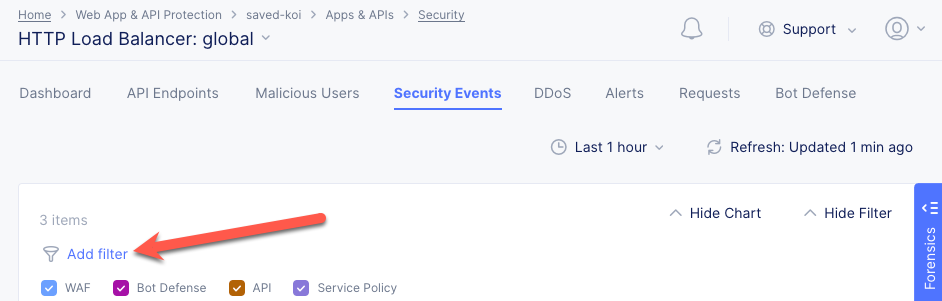 Home > Web App & API Protection > saved-koi > Apps & APIs > Security
HTTP Load Balancer: global
Support
Dashboard API Endpoints Malicious Users Security Events DDoS Alerts Requests Bot Defense
Last 1 hour Refresh: Updated 1 min ago
3 items Hide Chart Hide Filter
Add filter
WAF Bot Defense API Service Policy
Forensics